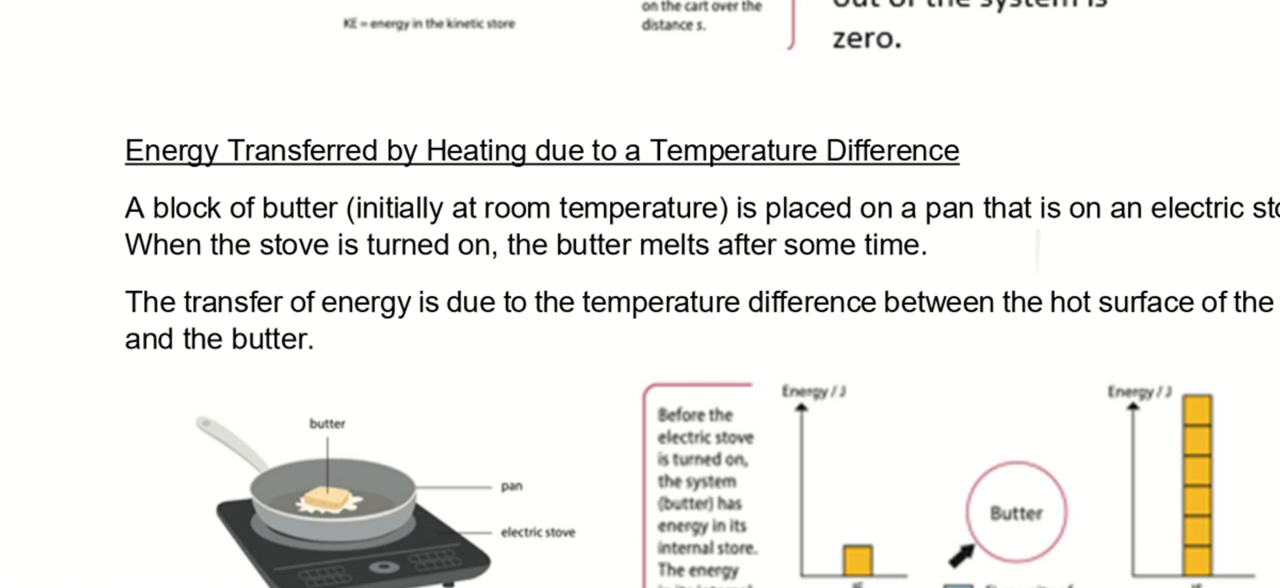 KE = energy in the kinetic store
on the cart over the
distance s.
zero.
Energy Transferred by Heating due to a Temperature Difference
A block of butter (initially at room temperature) is placed on a pan that is on an electric
When the stove is turned on, the butter melts after some time.
The transfer of energy is due to the temperature difference between the hot surface of the
and the butter.
butter
pan
electric stove
Before the
electric stove
is turned on,
the system
(butter) has
energy in its
internal store.
The energy
Energy / J
Butter
Energy / J